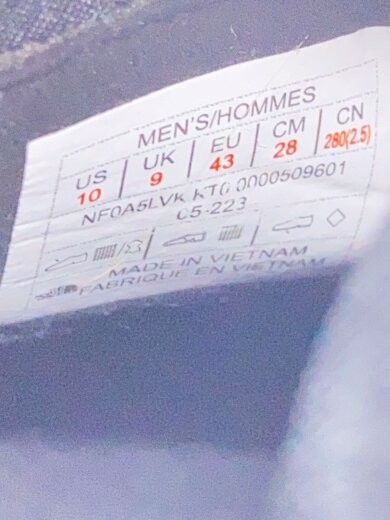 MEN'S/HOMMES
US UK EU CM CN
10 9 43 28 280(2.5)
NF0A5LVK KT0 0000509601
05-223
MADE IN VIETNAM
FABRIQUE EN VIETNAM